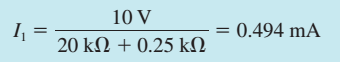 I₁ = 10 V / (20 kΩ + 0.25 kΩ) = 0.494 mA